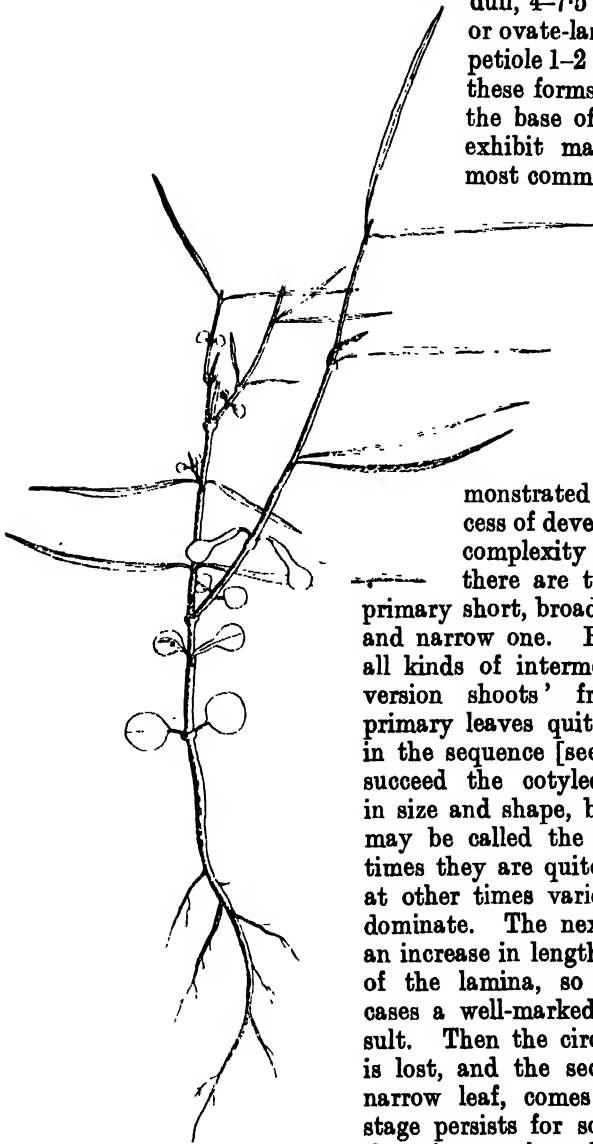 dull, 4–7·5
or ovate-lan
petiole 1–2
these forms
the base of
exhibit ma
most comm
monstrated
cess of deve
complexity
there are t
primary short, broad
and narrow one.
all kinds of interme
version shoots' fr
primary leaves quit
in the sequence [see
succeed the cotyled
in size and shape, b
may be called the
times they are quite
at other times vari
dominate. The nex
an increase in length
of the lamina, so
cases a well-marked
sult. Then the circ
is lost, and the sec
narrow leaf, comes
stage persists for so